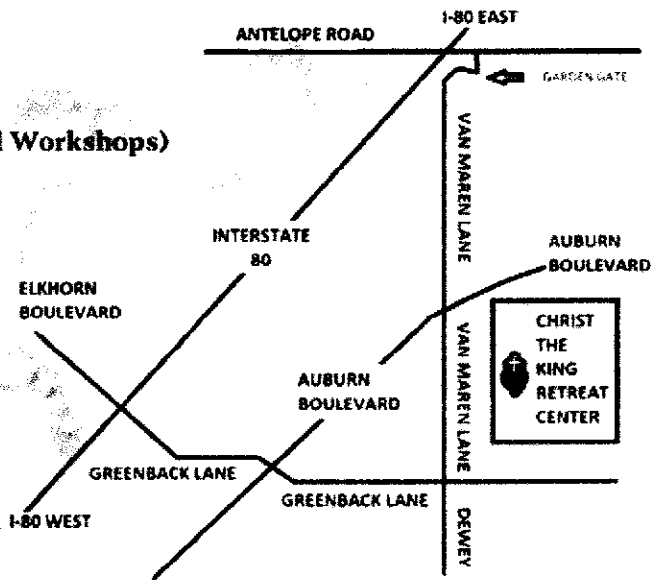 I-80 EAST
ANTELOPE ROAD
GARDEN GATE
Workshops)
VAN MAREN LANE
INTERSTATE
80
AUBURN
BOULEVARD
ELKHORN
BOULEVARD
CHRIST
THE
KING
RETREAT
CENTER
VAN MAREN LANE
AUBURN
BOULEVARD
GREENBACK LANE
GREENBACK LANE
I-80 WEST
DEWEY